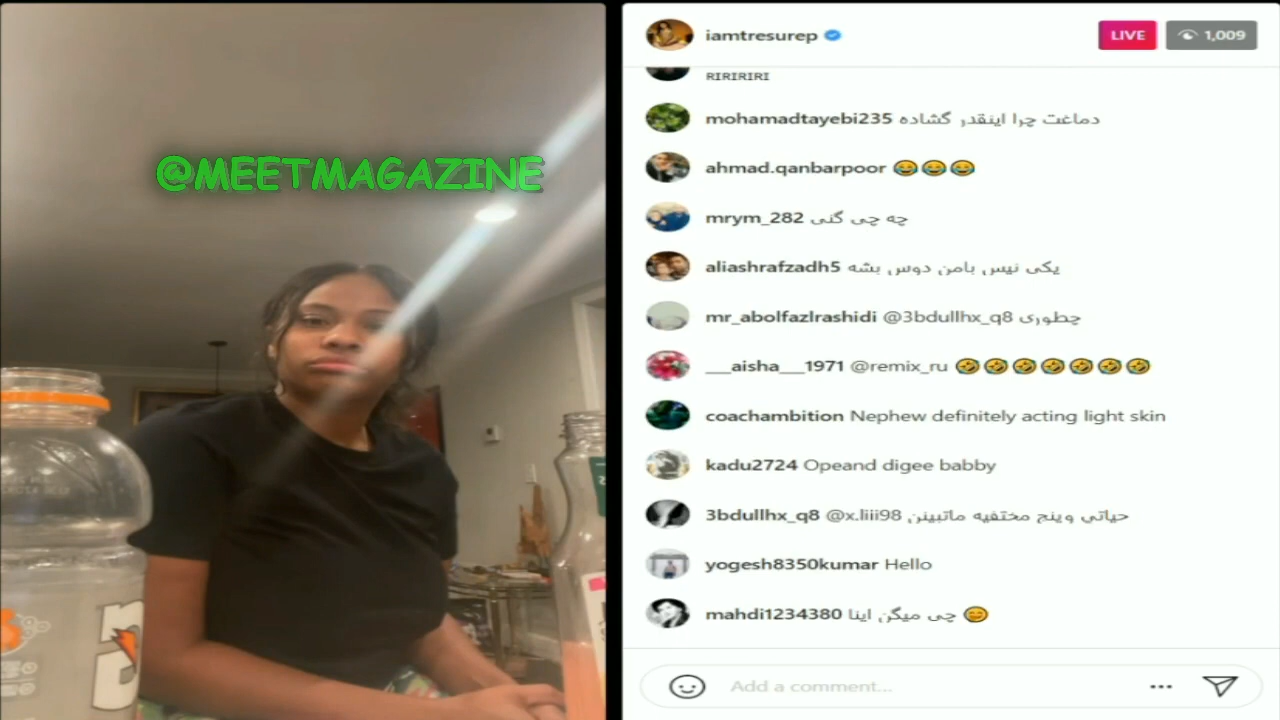 @MEETMAGAZINE
iamtresurep
LIVE
1,009
RIRIRIRI
mohamadtayebi235 دماغت چرا اینقدر گشاده
ahmad.qanbarpoor 😂😂😂
mrym_282 چه چی گنی
aliashrafzadh5 یکی نیس بامن دوس بشه
mr_abolfazlrashidi @3bdullhx_q8 چطوری
___aisha___1971 @remix_ru 🤣🤣🤣🤣🤣🤣🤣
coachambition Nephew definitely acting light skin
kadu2724 Opeand digee babby
3bdullhx_q8 @x.liii98 حياتي وينج مختفيه ماتبينن
yogesh8350kumar Hello
mahdi1234380 چی میگن اینا 😊
Add a comment...